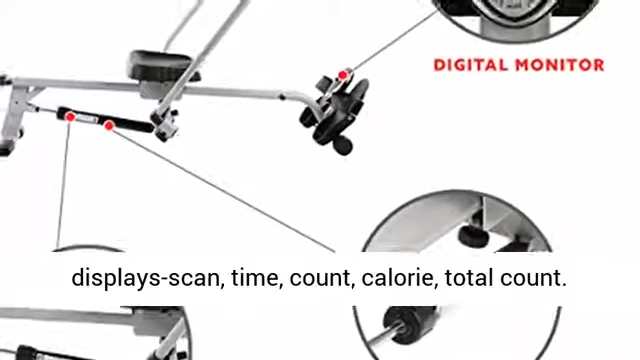 DIGITAL MONITOR
displays-scan, time, count, calorie, total count.